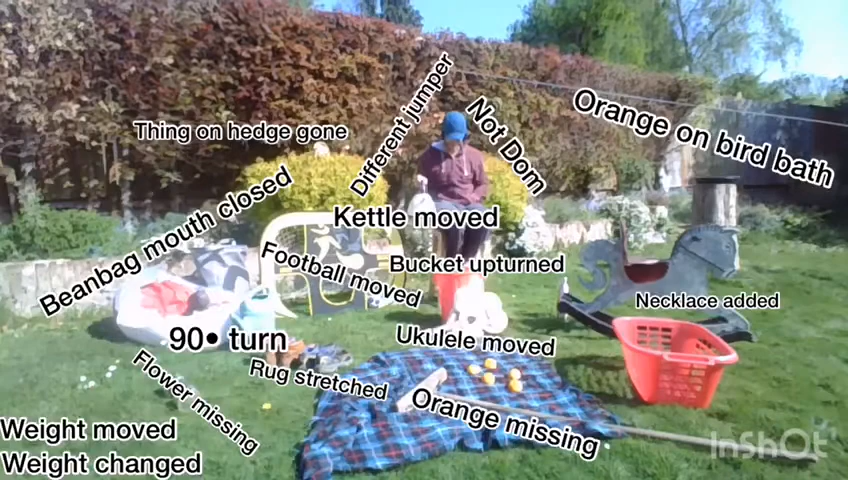 Different jumper
Not Dom
Orange on bird bath
Thing on hedge gone
Beanbag mouth closed
Kettle moved
Football moved
Bucket upturned
Necklace added
90• turn
Ukulele moved
Flower missing
Rug stretched
Orange missing
Weight moved
Weight changed
InShOt